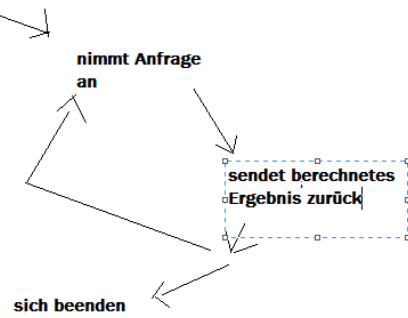 nimmt Anfrage
an
sendet berechnetes
Ergebnis zurück
sich beenden